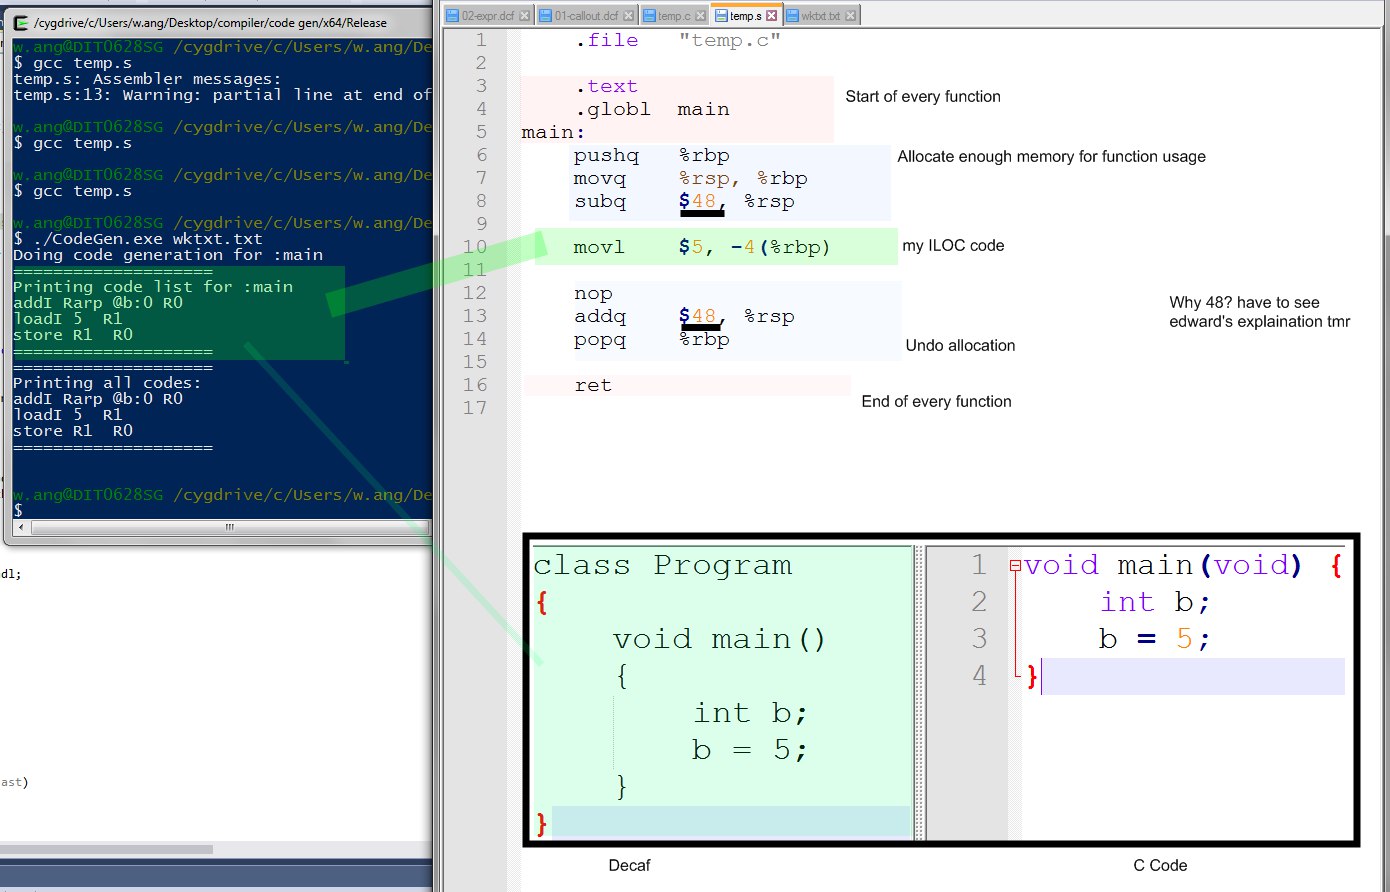 /cygdrive/c/Users/w.ang/Desktop/compiler/code gen/x64/Release
w.ang@DIT0628SG /cygdrive/c/Users/w.ang/De
$ gcc temp.s
temp.s: Assembler messages:
temp.s:13: Warning: partial line at end of
w.ang@DIT0628SG /cygdrive/c/Users/w.ang/De
$ gcc temp.s
w.ang@DIT0628SG /cygdrive/c/Users/w.ang/De
$ gcc temp.s
w.ang@DIT0628SG /cygdrive/c/Users/w.ang/De
$ ./CodeGen.exe wktxt.txt
Doing code generation for :main
====================
Printing code list for :main
addI Rarp @b:0 R0
loadI 5  R1
store R1  R0
====================
====================
Printing all codes:
addI Rarp @b:0 R0
loadI 5  R1
store R1  R0
====================
w.ang@DIT0628SG /cygdrive/c/Users/w.ang/De
$
dl;
ast)
02-expr.dcf 01-callout.dcf temp.c temp.s wktxt.txt
1 .file "temp.c"
2
3 .text
4 .globl main
5 main:
6 pushq %rbp
7 movq %rsp, %rbp
8 subq $48, %rsp
9
10 movl $5, -4(%rbp)
11
12 nop
13 addq $48, %rsp
14 popq %rbp
15
16 ret
17
Start of every function
Allocate enough memory for function usage
my ILOC code
Why 48? have to see
edward's explaination tmr
Undo allocation
End of every function
class Program
{
void main()
{
int b;
b = 5;
}
}
1 void main(void) {
2 int b;
3 b = 5;
4 }
Decaf
C Code